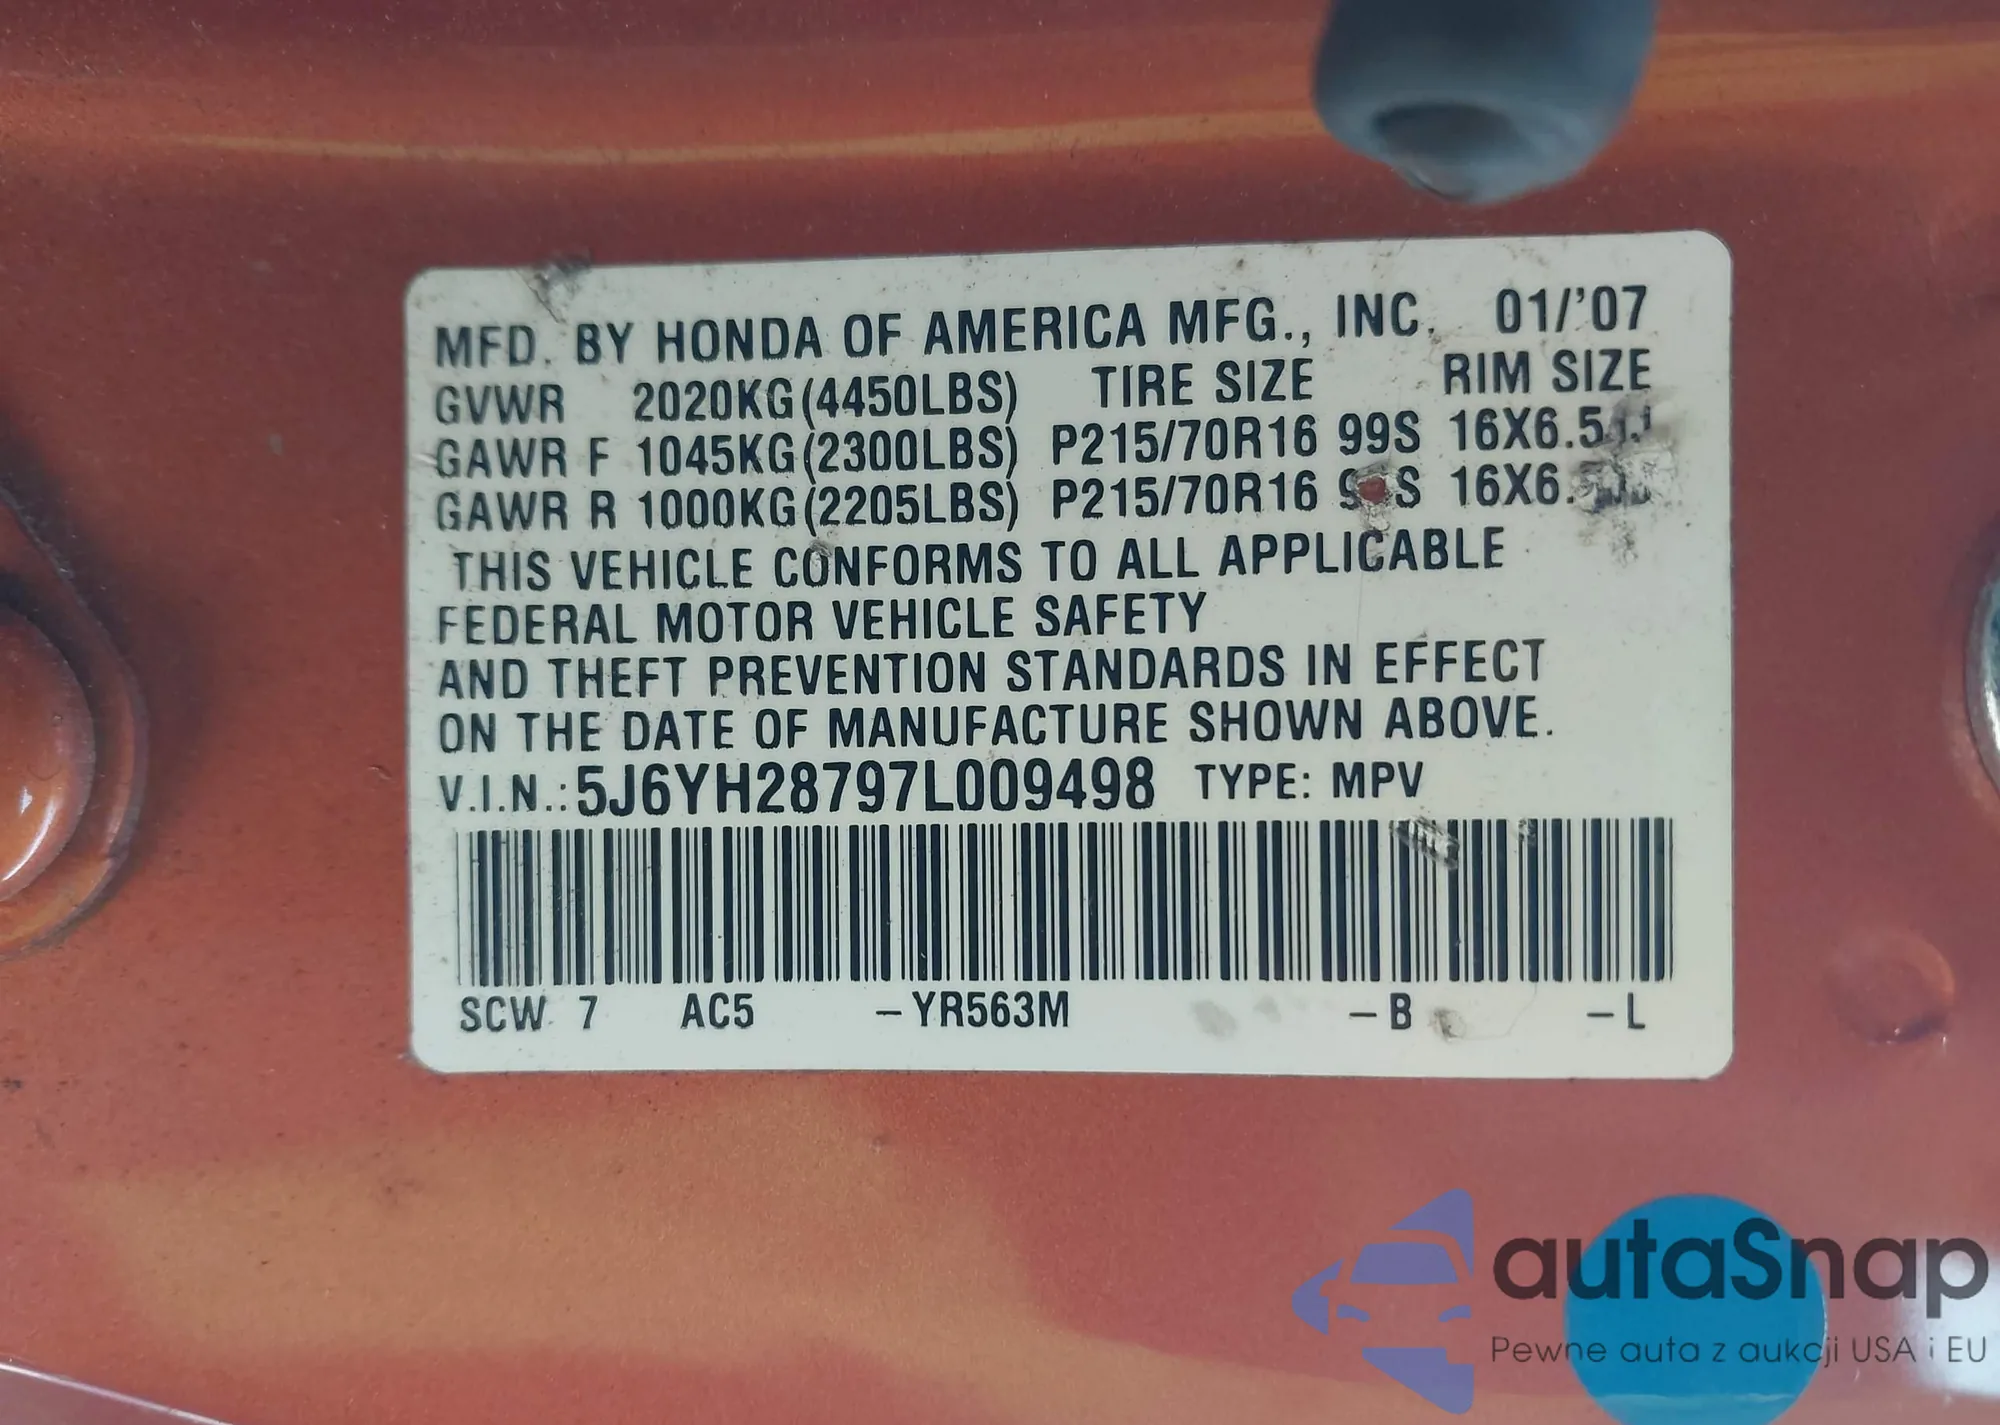 MFD. BY HONDA OF AMERICA MFG., INC. 01/'07
GVWR 2020KG(4450LBS) TIRE SIZE RIM SIZE
GAWR F 1045KG(2300LBS) P215/70R16 99S 16X6.5JJ
GAWR R 1000KG(2205LBS) P215/70R16
THIS VEHICLE CONFORMS TO ALL APPLICABLE
FEDERAL MOTOR VEHICLE SAFETY
AND THEFT PREVENTION STANDARDS IN EFFECT
ON THE DATE OF MANUFACTURE SHOWN ABOVE.
V.I.N.: 5J6YH28797L009498 TYPE: MPV
SCW 7 AC5 -YR563M -B -L
autaSnap
Pewne auta z aukcji USA i EU